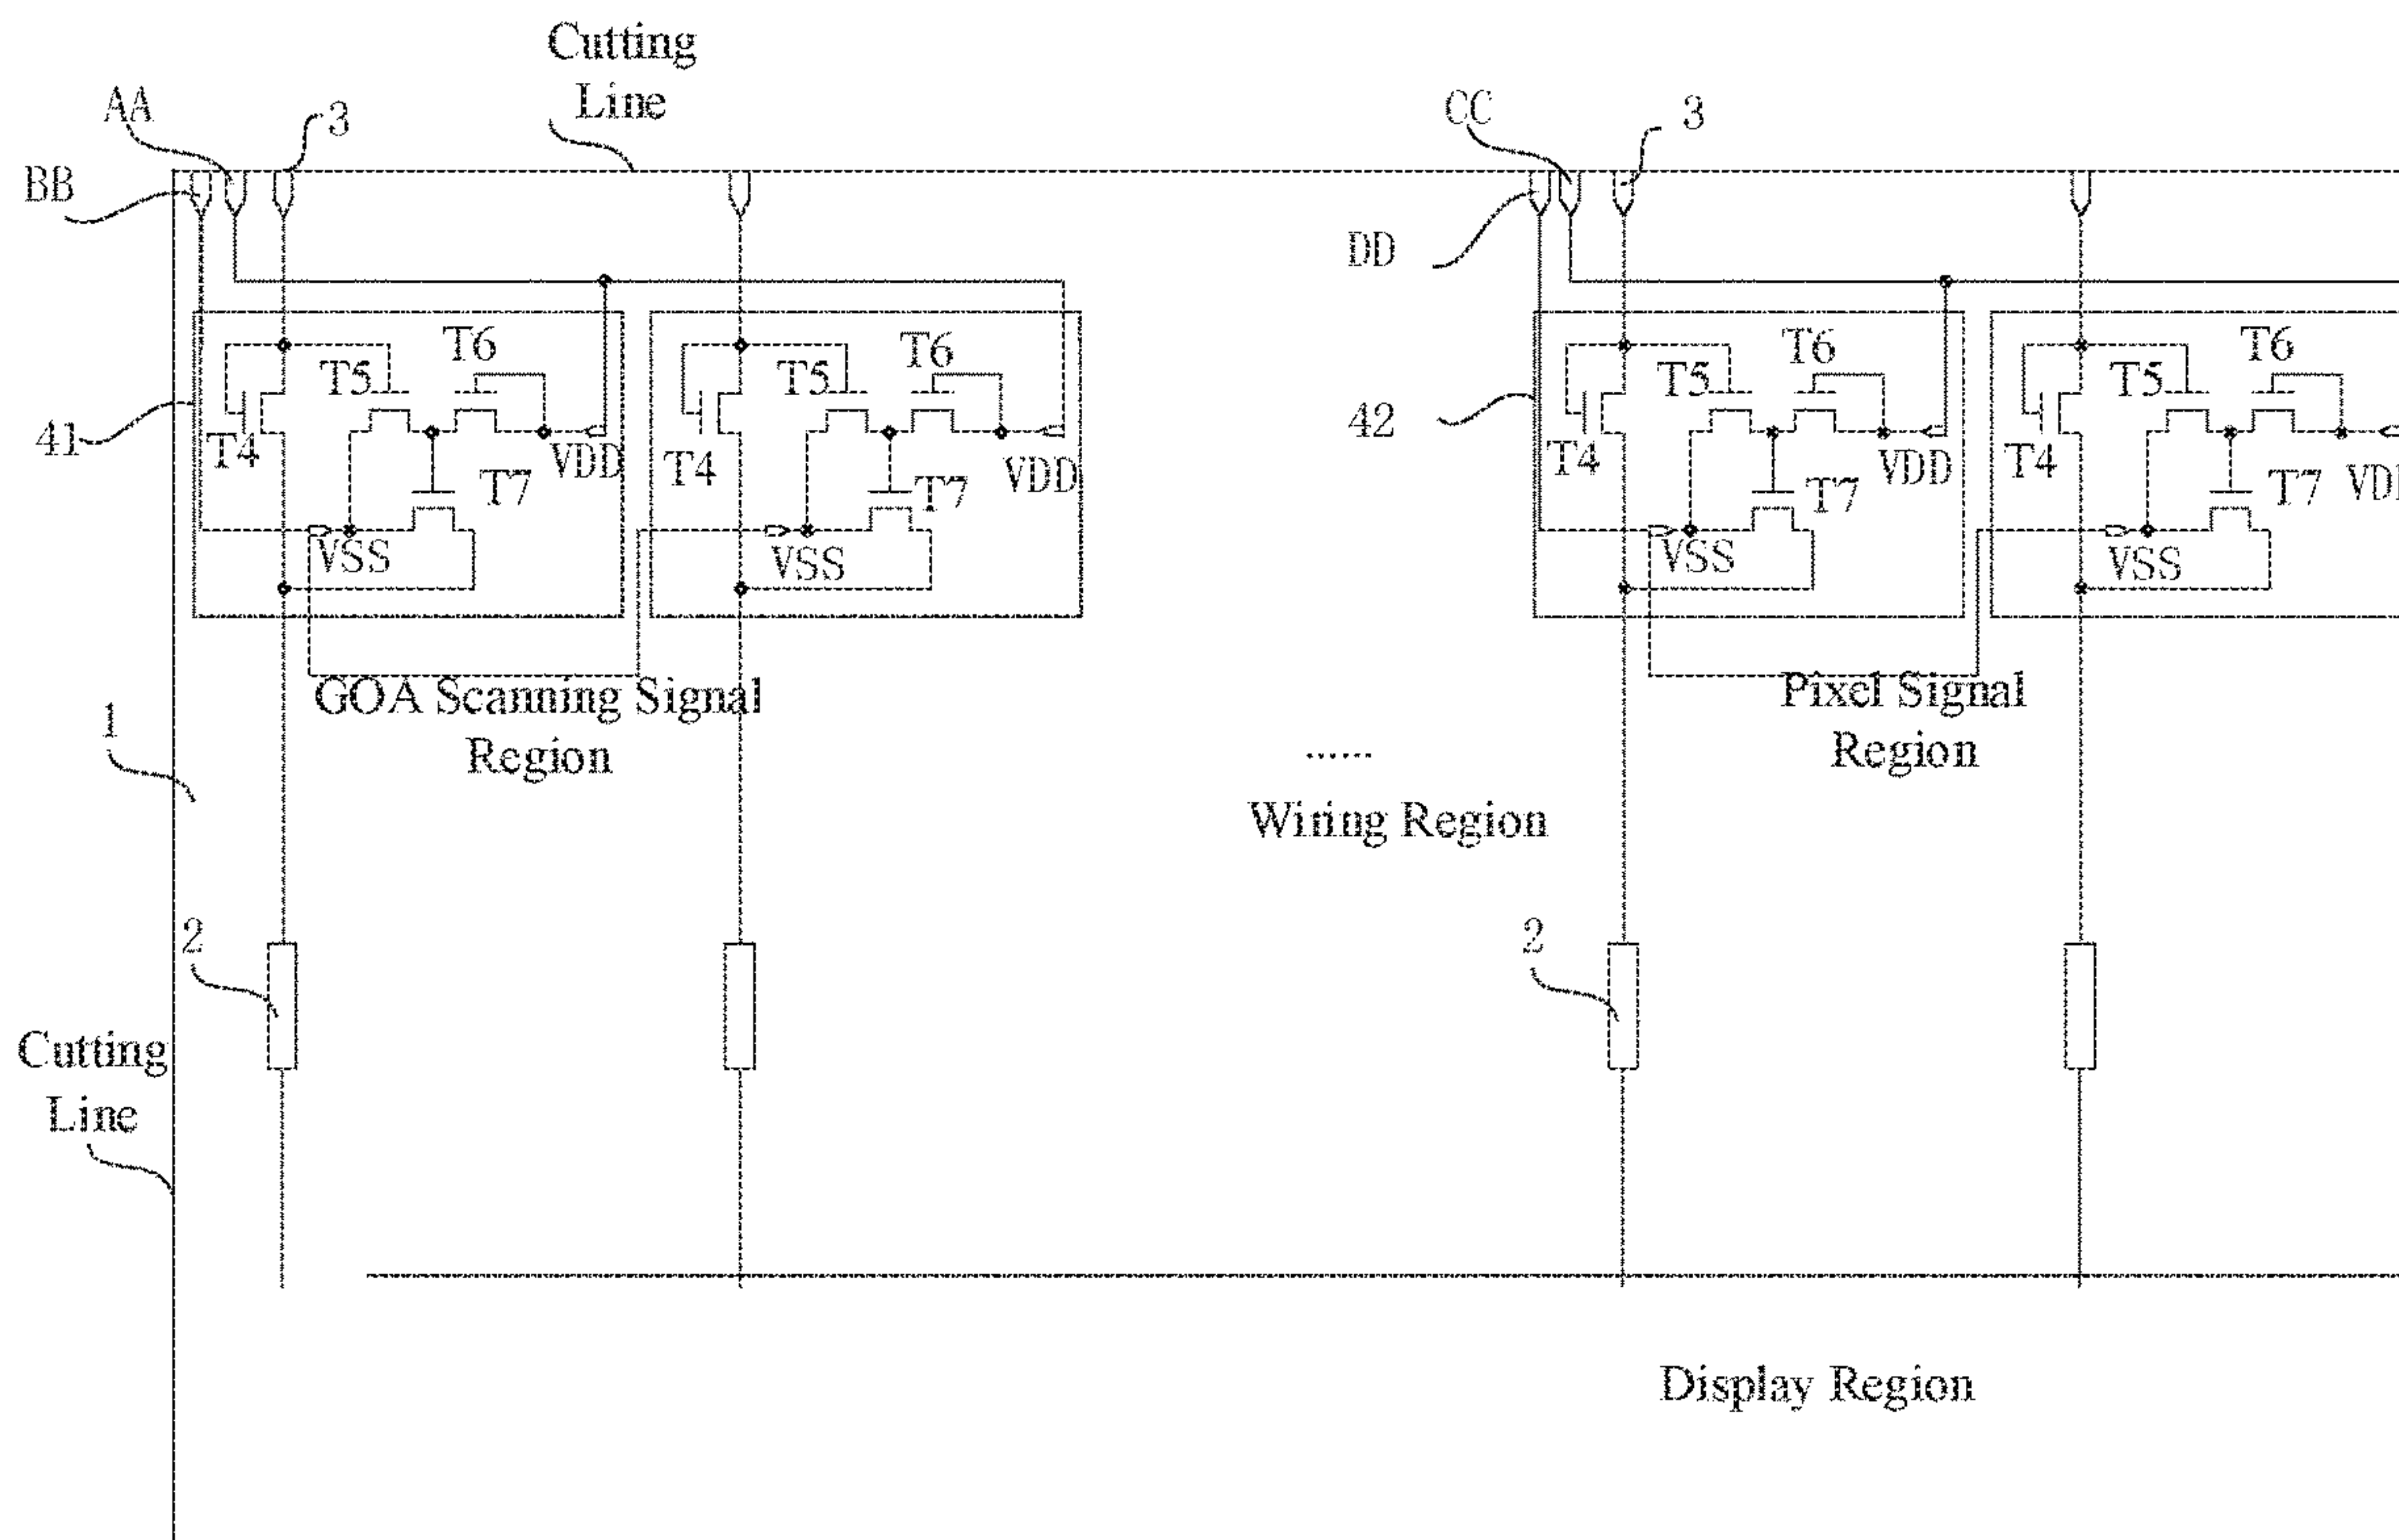 Cutting
Line
AA
3
CC
3
BB
DD
T6
T6
T6
T6
T5
T5
T5
T5
41
42
T4
VDD
T4
VDD
T4
VDD
T4
T7
T7
T7
T7
VSS
VSS
VSS
VSS
GOA Scanning Signal
Region
Pixel Signal
Region
1
......
Wiring Region
2
2
Cutting
Line
Display Region